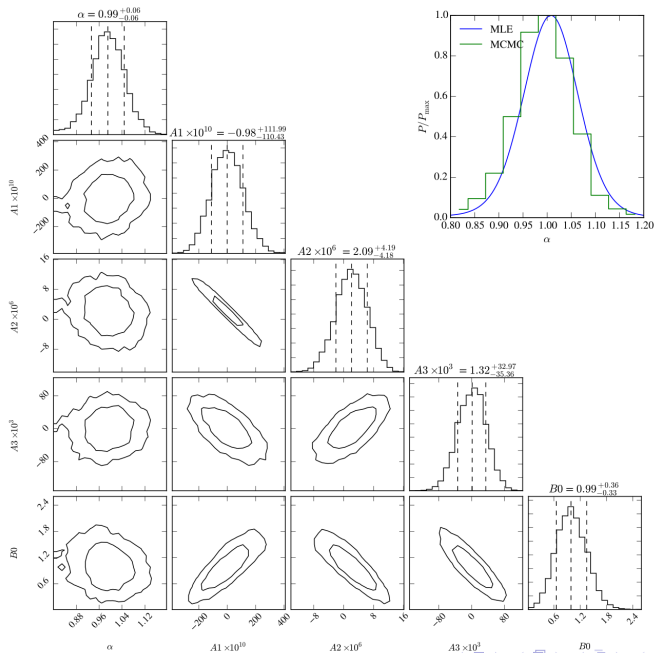 α = 0.99 +0.06 −0.06
MLE
MCMC
1.0
0.8
0.6
0.4
0.2
0.0
P/P max
0.80 0.85 0.90 0.95 1.00 1.05 1.10 1.15 1.20
α
A1 ×10^10 = −0.98 +111.99 −110.43
400
200
0
−200
A1 ×10^10
A2 ×10^6 = 2.09 +4.19 −4.18
16
8
0
−8
A2 ×10^6
A3 ×10^3 = 1.32 +32.97 −35.36
80
0
−80
A3 ×10^3
B0 = 0.99 +0.36 −0.33
2.4
1.8
1.2
0.6
B0
0.88 0.96 1.04 1.12
−200 0 200 400
−8 0 8 16
−80 0 80
0.6 1.2 1.8 2.4
α
A1 ×10^10
A2 ×10^6
A3 ×10^3
B0